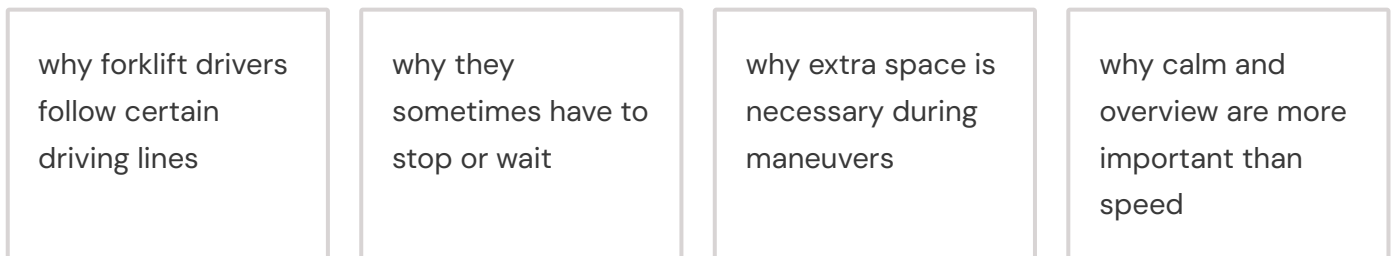 why forklift drivers
follow certain
driving lines
why they
sometimes have to
stop or wait
why extra space is
necessary during
maneuvers
why calm and
overview are more
important than
speed